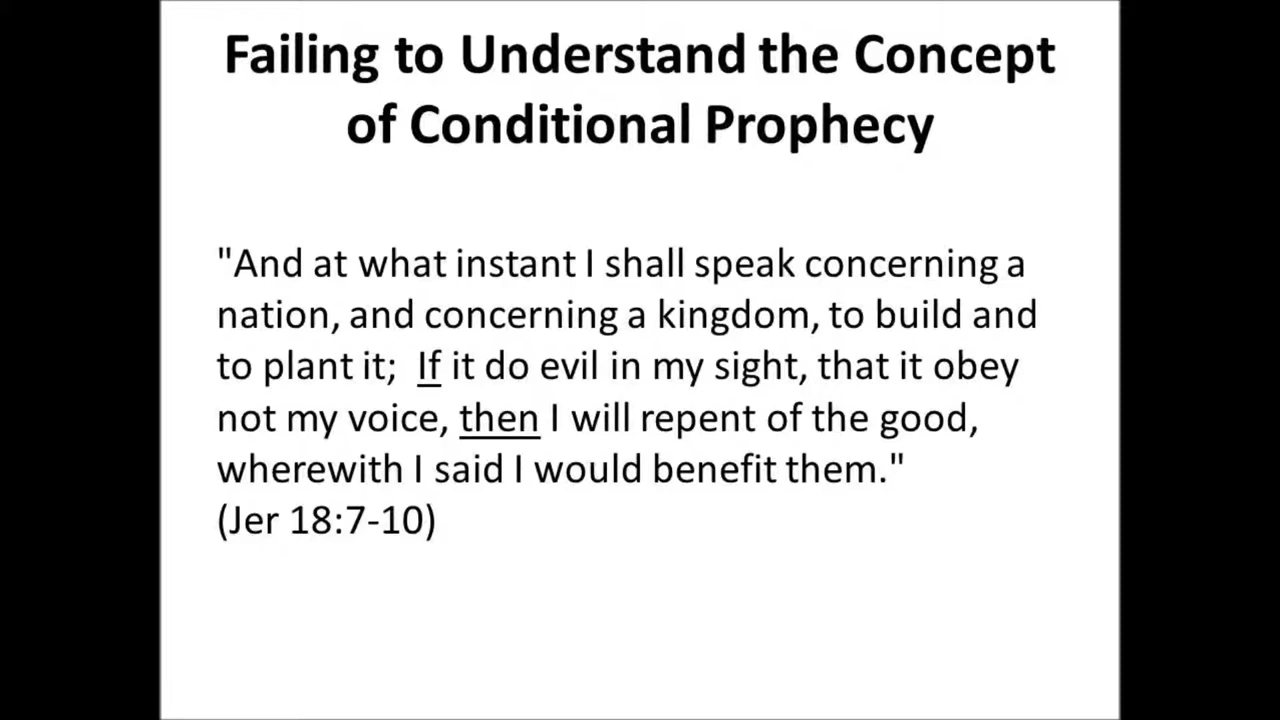 Failing to Understand the Concept
of Conditional Prophecy
"And at what instant I shall speak concerning a
nation, and concerning a kingdom, to build and
to plant it;  If it do evil in my sight, that it obey
not my voice, then I will repent of the good,
wherewith I said I would benefit them."
(Jer 18:7-10)